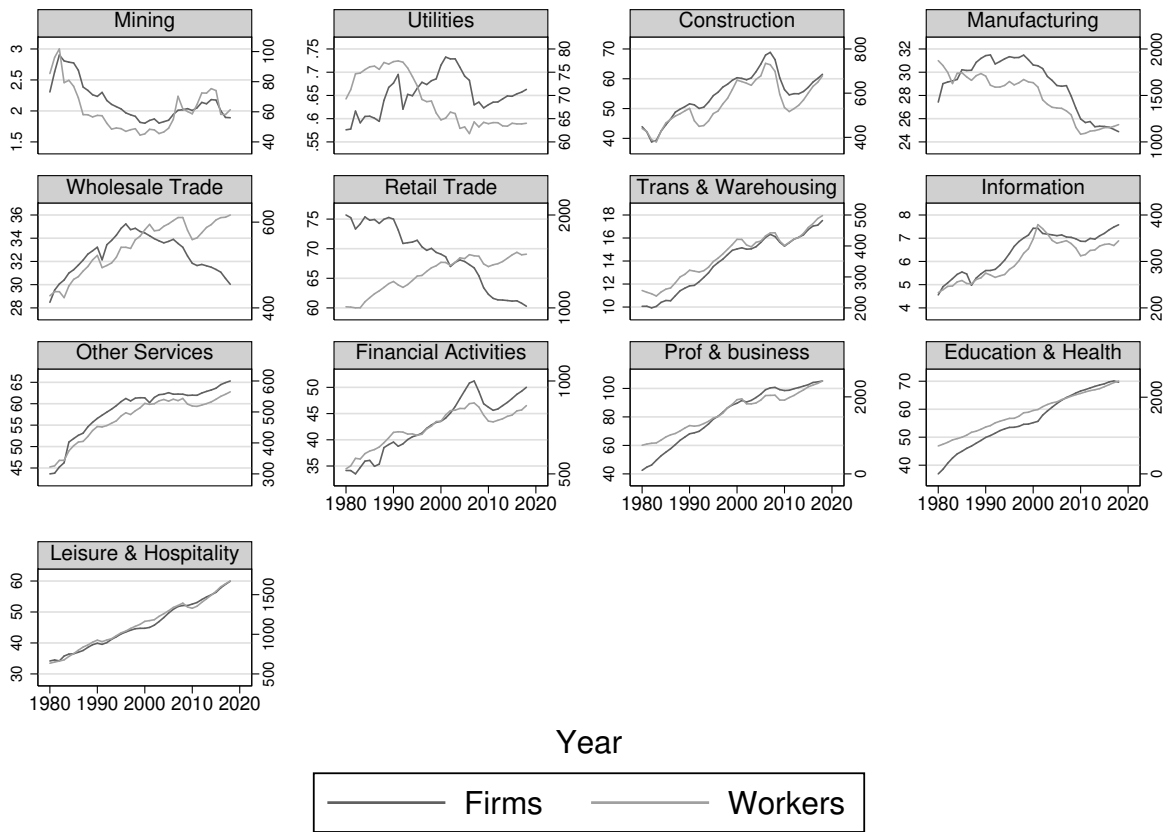 Mining
1.5 2 2.5 3
40 60 80 100
Utilities
.55 .6 .65 .7 .75
60 65 70 75 80
Construction
40 50 60 70
400 600 800
Manufacturing
24 26 28 30 32
1000 1500 2000
Wholesale Trade
28 30 32 34 36
400 600
Retail Trade
60 65 70 75
1000 2000
Trans & Warehousing
10 12 14 16 18
200 300 400 500
Information
4 5 6 7 8
200 300 400
Other Services
45 50 55 60 65
300 400 500 600
Financial Activities
35 40 45 50
500 1000
1980 1990 2000 2010 2020
Prof & business
40 60 80 100
0 2000
1980 1990 2000 2010 2020
Education & Health
40 50 60 70
0 2000
1980 1990 2000 2010 2020
Leisure & Hospitality
30 40 50 60
500 1000 1500
1980 1990 2000 2010 2020
Year
Firms Workers